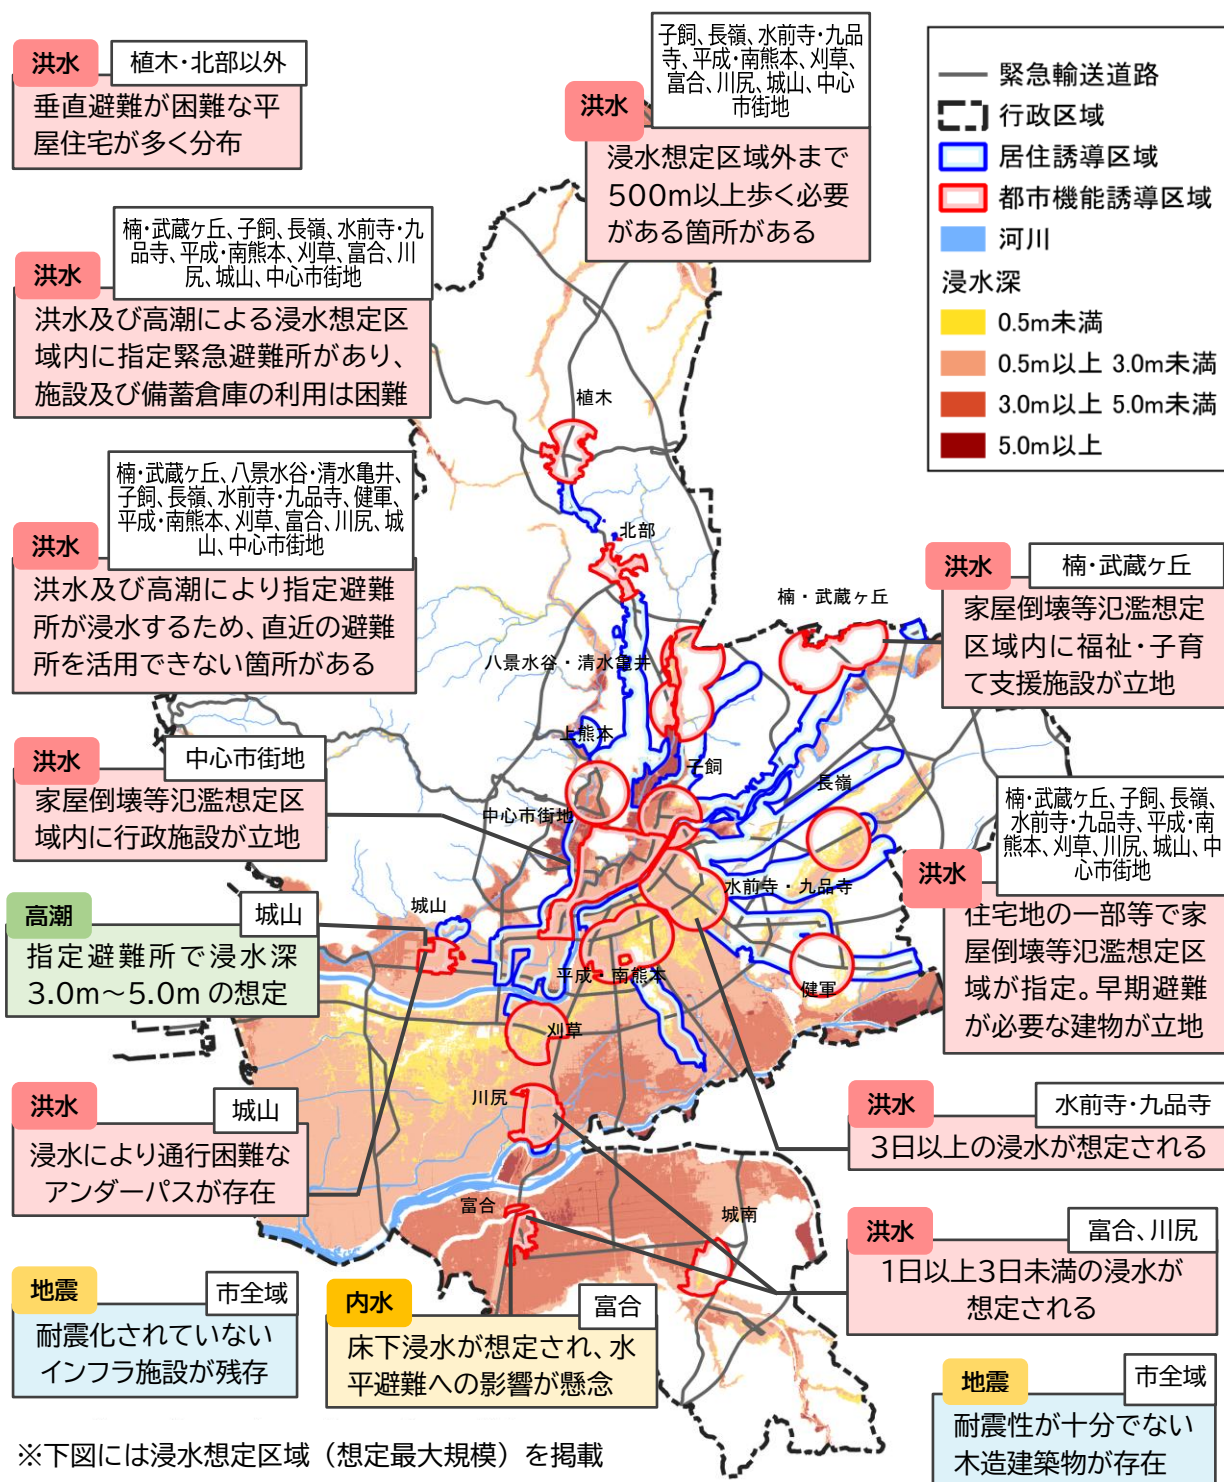 洪水
植木・北部以外
垂直避難が困難な平
屋住宅が多く分布
洪水
子飼、長嶺、水前寺・九品
寺、平成・南熊本、刈草、
富合、川尻、城山、中心
市街地
浸水想定区域外まで
500m以上歩く必要
がある箇所がある
緊急輸送道路
行政区域
居住誘導区域
都市機能誘導区域
河川
浸水深
0.5m未満
0.5m以上 3.0m未満
3.0m以上 5.0m未満
5.0m以上
洪水
楠・武蔵ヶ丘、子飼、長嶺、水前寺・九
品寺、平成・南熊本、刈草、富合、川
尻、城山、中心市街地
洪水及び高潮による浸水想定区
域内に指定緊急避難所があり、
施設及び備蓄倉庫の利用は困難
洪水
楠・武蔵ヶ丘、八景水谷・清水亀井、
子飼、長嶺、水前寺・九品寺、健軍、
平成・南熊本、刈草、富合、川尻、城
山、中心市街地
洪水及び高潮により指定避難
所が浸水するため、直近の避難
所を活用できない箇所がある
洪水
楠・武蔵ヶ丘
家屋倒壊等氾濫想定
区域内に福祉・子育
て支援施設が立地
洪水
中心市街地
家屋倒壊等氾濫想定区
域内に行政施設が立地
洪水
楠・武蔵ヶ丘、子飼、長嶺、
水前寺・九品寺、平成・南
熊本、刈草、川尻、城山、中
心市街地
住宅地の一部等で家
屋倒壊等氾濫想定区
域が指定。早期避難
が必要な建物が立地
高潮
城山
指定避難所で浸水深
3.0m～5.0mの想定
洪水
城山
浸水により通行困難な
アンダーパスが存在
洪水
水前寺・九品寺
3日以上の浸水が想定される
洪水
富合、川尻
1日以上3日未満の浸水が
想定される
地震
市全域
耐震化されていない
インフラ施設が残存
内水
富合
床下浸水が想定され、水
平避難への影響が懸念
地震
市全域
耐震性が十分でない
木造建築物が存在
植木
北部
楠・武蔵ヶ丘
八景水谷・清水亀井
上熊本
子飼
長嶺
中心市街地
水前寺・九品寺
城山
平成・南熊本
健軍
刈草
川尻
富合
城南
※下図には浸水想定区域（想定最大規模）を掲載